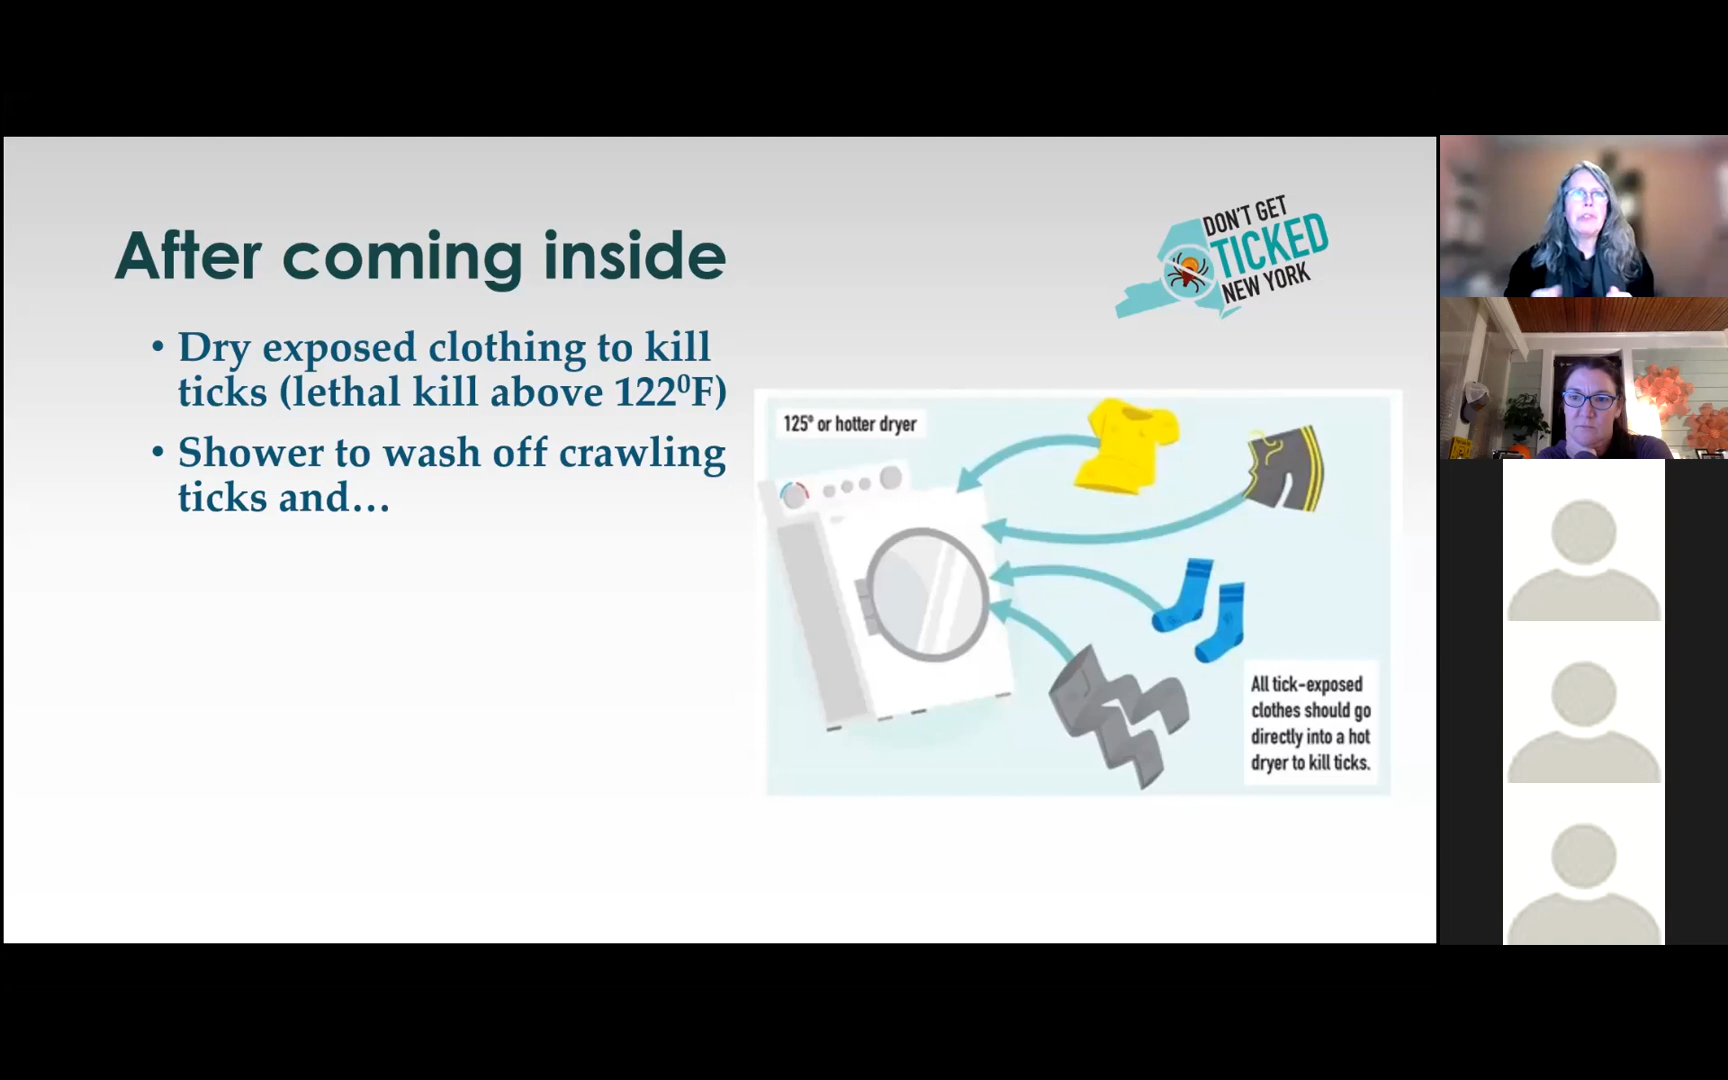 After coming inside
DON'T GET
TICKED
NEW YORK
• Dry exposed clothing to kill
ticks (lethal kill above 122⁰F)
• Shower to wash off crawling
ticks and…
125° or hotter dryer
All tick-exposed
clothes should go
directly into a hot
dryer to kill ticks.